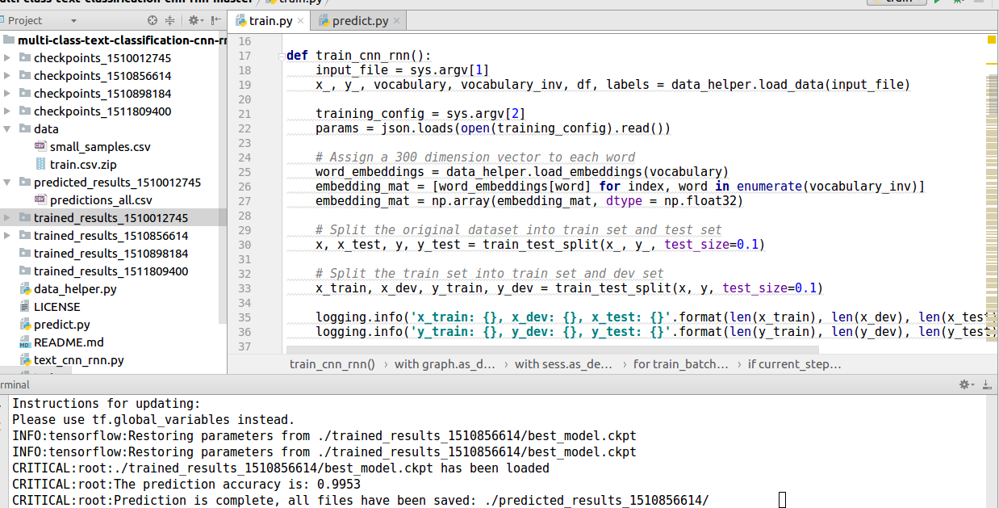 multi-class-text-classification-cnn-rnn-master
train.py
train
Project
train.py
predict.py
multi-class-text-classification-cnn-rn
checkpoints_1510012745
checkpoints_1510856614
checkpoints_1510898184
checkpoints_1511809400
data
small_samples.csv
train.csv.zip
predicted_results_1510012745
predictions_all.csv
trained_results_1510012745
trained_results_1510856614
trained_results_1510898184
trained_results_1511809400
data_helper.py
LICENSE
predict.py
README.md
text_cnn_rnn.py
16
17 def train_cnn_rnn():
18 input_file = sys.argv[1]
19 x_, y_, vocabulary, vocabulary_inv, df, labels = data_helper.load_data(input_file)
20
21 training_config = sys.argv[2]
22 params = json.loads(open(training_config).read())
23
24 # Assign a 300 dimension vector to each word
25 word_embeddings = data_helper.load_embeddings(vocabulary)
26 embedding_mat = [word_embeddings[word] for index, word in enumerate(vocabulary_inv)]
27 embedding_mat = np.array(embedding_mat, dtype = np.float32)
28
29 # Split the original dataset into train set and test set
30 x, x_test, y, y_test = train_test_split(x_, y_, test_size=0.1)
31
32 # Split the train set into train set and dev set
33 x_train, x_dev, y_train, y_dev = train_test_split(x, y, test_size=0.1)
34
35 logging.info('x_train: {}, x_dev: {}, x_test: {}'.format(len(x_train), len(x_dev), len(x_test)
36 logging.info('y_train: {}, y_dev: {}, y_test: {}'.format(len(y_train), len(y_dev), len(y_test)
37
train_cnn_rnn() › with graph.as_d... › with sess.as_de... › for train_batch... › if current_step...
rminal
Instructions for updating:
Please use tf.global_variables instead.
INFO:tensorflow:Restoring parameters from ./trained_results_1510856614/best_model.ckpt
INFO:tensorflow:Restoring parameters from ./trained_results_1510856614/best_model.ckpt
CRITICAL:root:./trained_results_1510856614/best_model.ckpt has been loaded
CRITICAL:root:The prediction accuracy is: 0.9953
CRITICAL:root:Prediction is complete, all files have been saved: ./predicted_results_1510856614/